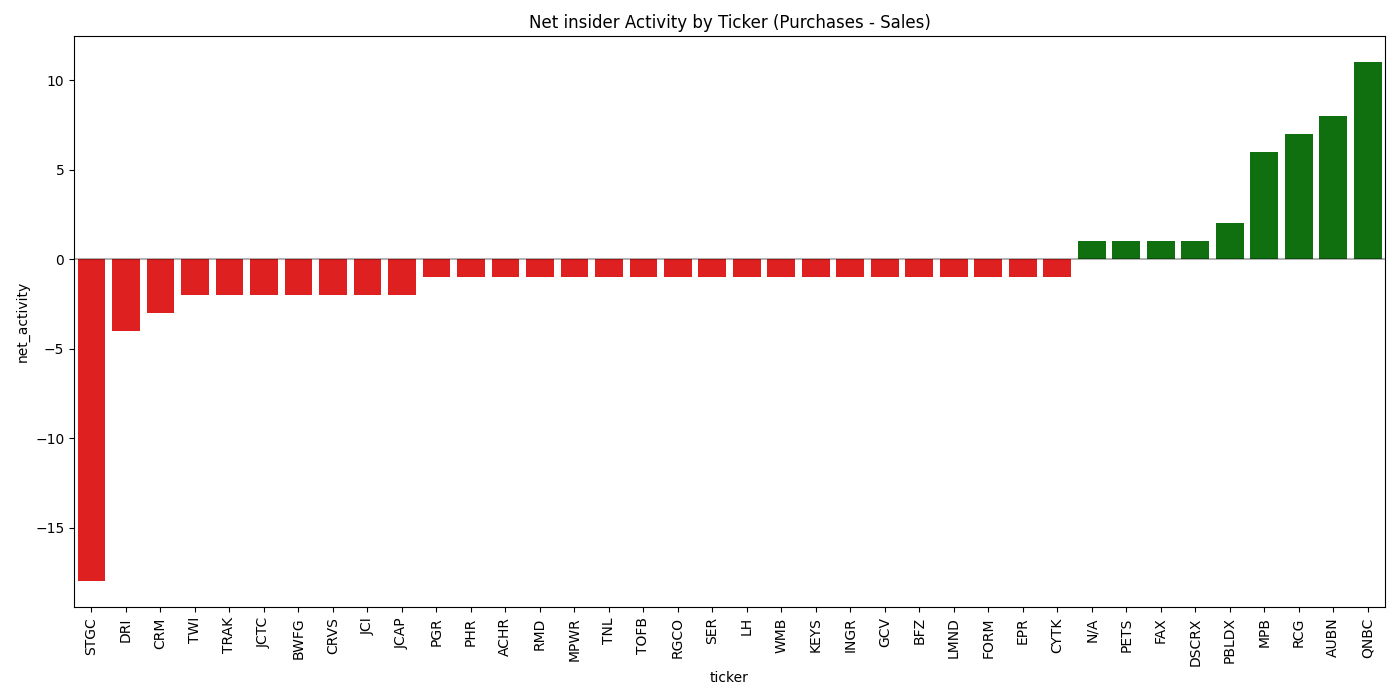 Net insider Activity by Ticker (Purchases - Sales)
10
5
0
−5
−10
−15
net_activity
STGC
DRI
CRM
TWI
TRAK
JCTC
BWFG
CRVS
JCI
JCAP
PGR
PHR
ACHR
RMD
MPWR
TNL
TOFB
RGCO
SER
LH
WMB
KEYS
INGR
GCV
BFZ
LMND
FORM
EPR
CYTK
N/A
PETS
FAX
DSCRX
PBLDX
MPB
RCG
AUBN
QNBC
ticker